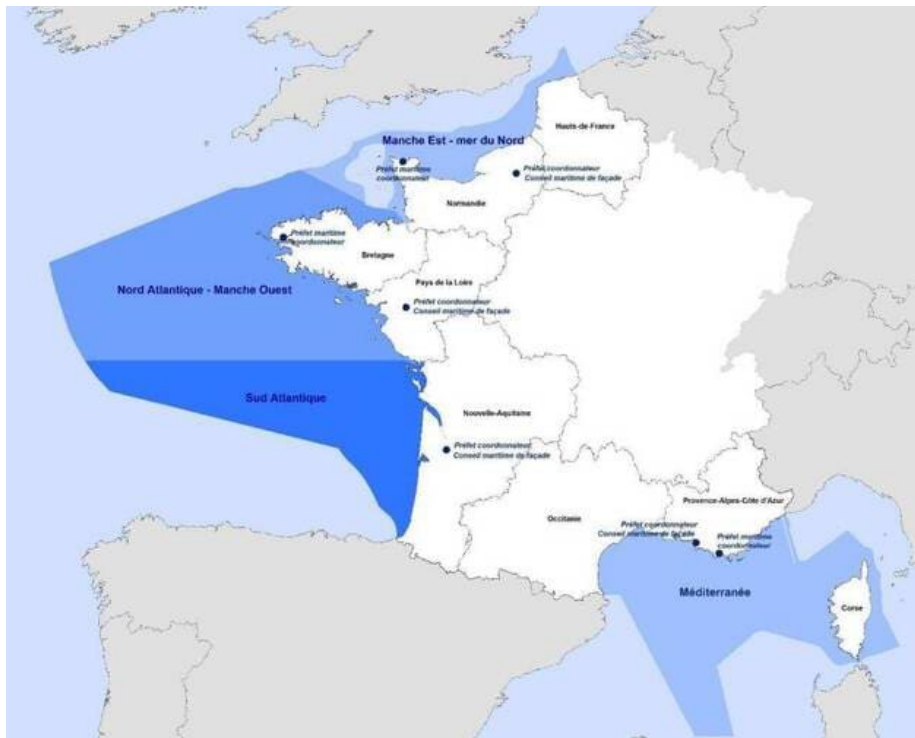 Hauts-de-France
Manche Est - mer du Nord
Préfet maritime
coordonnateur
Préfet coordonnateur
Conseil maritime de façade
Normandie
Préfet maritime
coordonnateur
Bretagne
Pays de la Loire
Nord Atlantique - Manche Ouest
Préfet coordonnateur
Conseil maritime de façade
Sud Atlantique
Nouvelle-Aquitaine
Préfet coordonnateur
Conseil maritime de façade
Provence-Alpes-Côte d'Azur
Occitanie
Préfet coordonnateur
Conseil maritime de façade
Préfet maritime
coordonnateur
Méditerranée
Corse